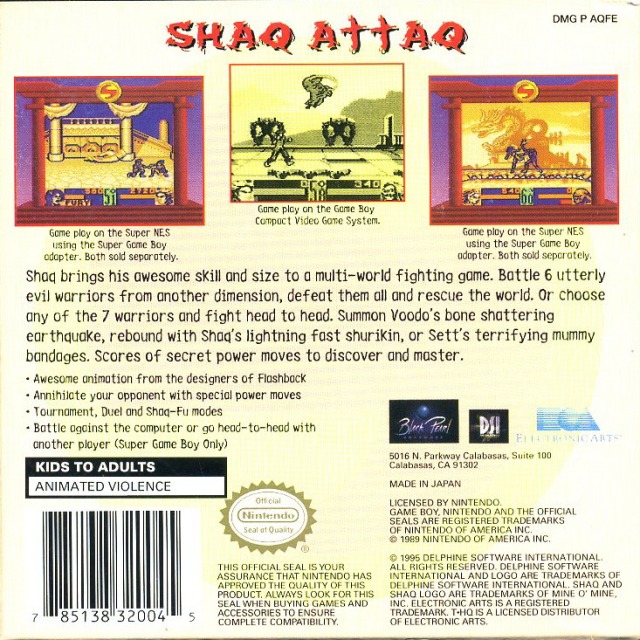 SHAQ ATTAQ
DMG P AQFE
Game play on the Super NES
using the Super Game Boy
adapter. Both sold separately.
Game play on the Game Boy
Compact Video Game System.
Game play on the Super NES
using the Super Game Boy
adapter. Both sold separately.
Shaq brings his awesome skill and size to a multi-world fighting game. Battle 6 utterly
evil warriors from another dimension, defeat them all and rescue the world. Or choose
any of the 7 warriors and fight head to head. Summon Voodo's bone shattering
earthquake, rebound with Shaq's lightning fast shurikin, or Sett's terrifying mummy
bandages. Scores of secret power moves to discover and master.
• Awesome animation from the designers of Flashback
• Annihilate your opponent with special power moves
• Tournament, Duel and Shaq-Fu modes
• Battle against the computer or go head-to-head with
another player (Super Game Boy Only)
KIDS TO ADULTS
ANIMATED VIOLENCE
Official
Nintendo
Seal of Quality
®
THIS OFFICIAL SEAL IS YOUR
ASSURANCE THAT NINTENDO HAS
APPROVED THE QUALITY OF THIS
PRODUCT. ALWAYS LOOK FOR THIS
SEAL WHEN BUYING GAMES AND
ACCESSORIES TO ENSURE
COMPLETE COMPATIBILITY.
7 85138 32004 5
Black Pearl
SOFTWARE
DSI
ELECTRONIC ARTS
5016 N. Parkway Calabasas, Suite 100
Calabasas, CA 91302
MADE IN JAPAN
LICENSED BY NINTENDO.
GAME BOY, NINTENDO AND THE OFFICIAL
SEALS ARE REGISTERED TRADEMARKS
OF NINTENDO OF AMERICA INC.
© 1989 NINTENDO OF AMERICA INC.
© 1995 DELPHINE SOFTWARE INTERNATIONAL.
ALL RIGHTS RESERVED. DELPHINE SOFTWARE
INTERNATIONAL AND LOGO ARE TRADEMARKS OF
DELPHINE SOFTWARE INTERNATIONAL. SHAQ AND
SHAQ LOGO ARE TRADEMARKS OF MINE O' MINE,
INC. ELECTRONIC ARTS IS A REGISTERED
TRADEMARK. THQ IS A LICENSED DISTRIBUTOR
OF ELECTRONIC ARTS.